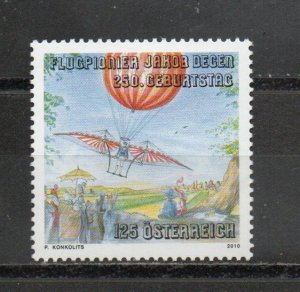 FLUGPIONIER JAKOB DEGEN
250. GEBURTSTAG
125 ÖSTERREICH
P. KONKOLITS 2010